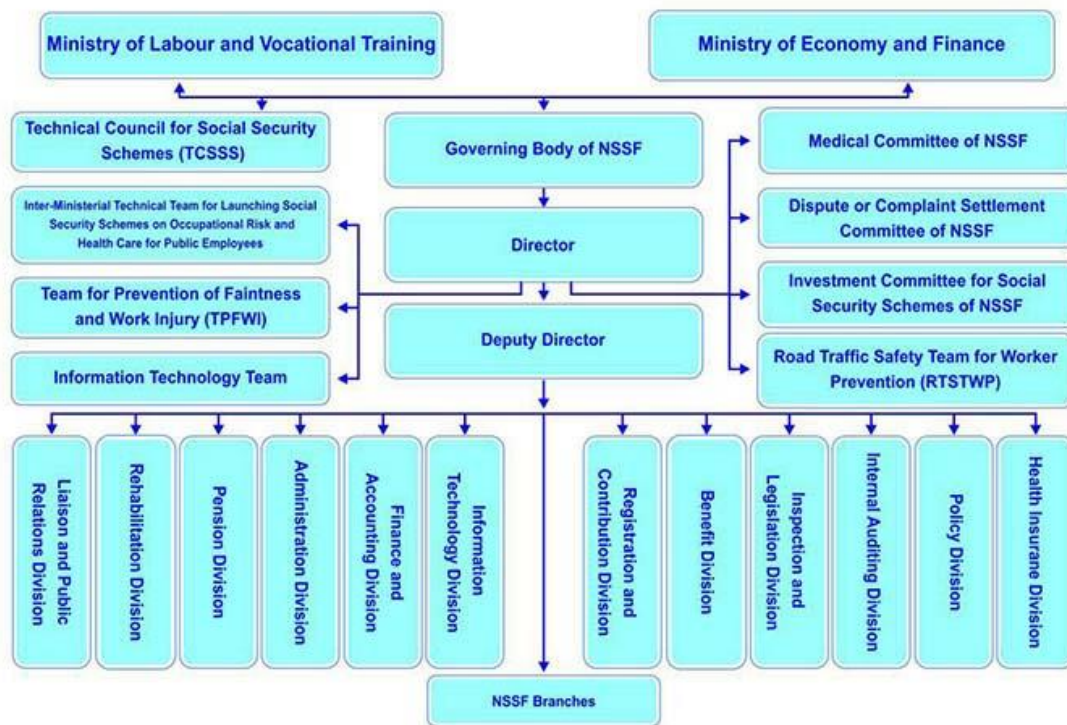 Ministry of Labour and Vocational Training
Ministry of Economy and Finance
Technical Council for Social Security
Schemes (TCSSS)
Governing Body of NSSF
Medical Committee of NSSF
Inter-Ministerial Technical Team for Launching Social
Security Schemes on Occupational Risk and
Health Care for Public Employees
Director
Dispute or Complaint Settlement
Committee of NSSF
Team for Prevention of Faintness
and Work Injury (TPFWI)
Investment Committee for Social
Security Schemes of NSSF
Deputy Director
Information Technology Team
Road Traffic Safety Team for Worker
Prevention (RTSTWP)
Liaison and Public
Relations Division
Rehabilitation Division
Pension Division
Administration Division
Finance and
Accounting Division
Information
Technology Division
Registration and
Contribution Division
Benefit Division
Inspection and
Legislation Division
Internal Auditing Division
Policy Division
Health Insurane Division
NSSF Branches